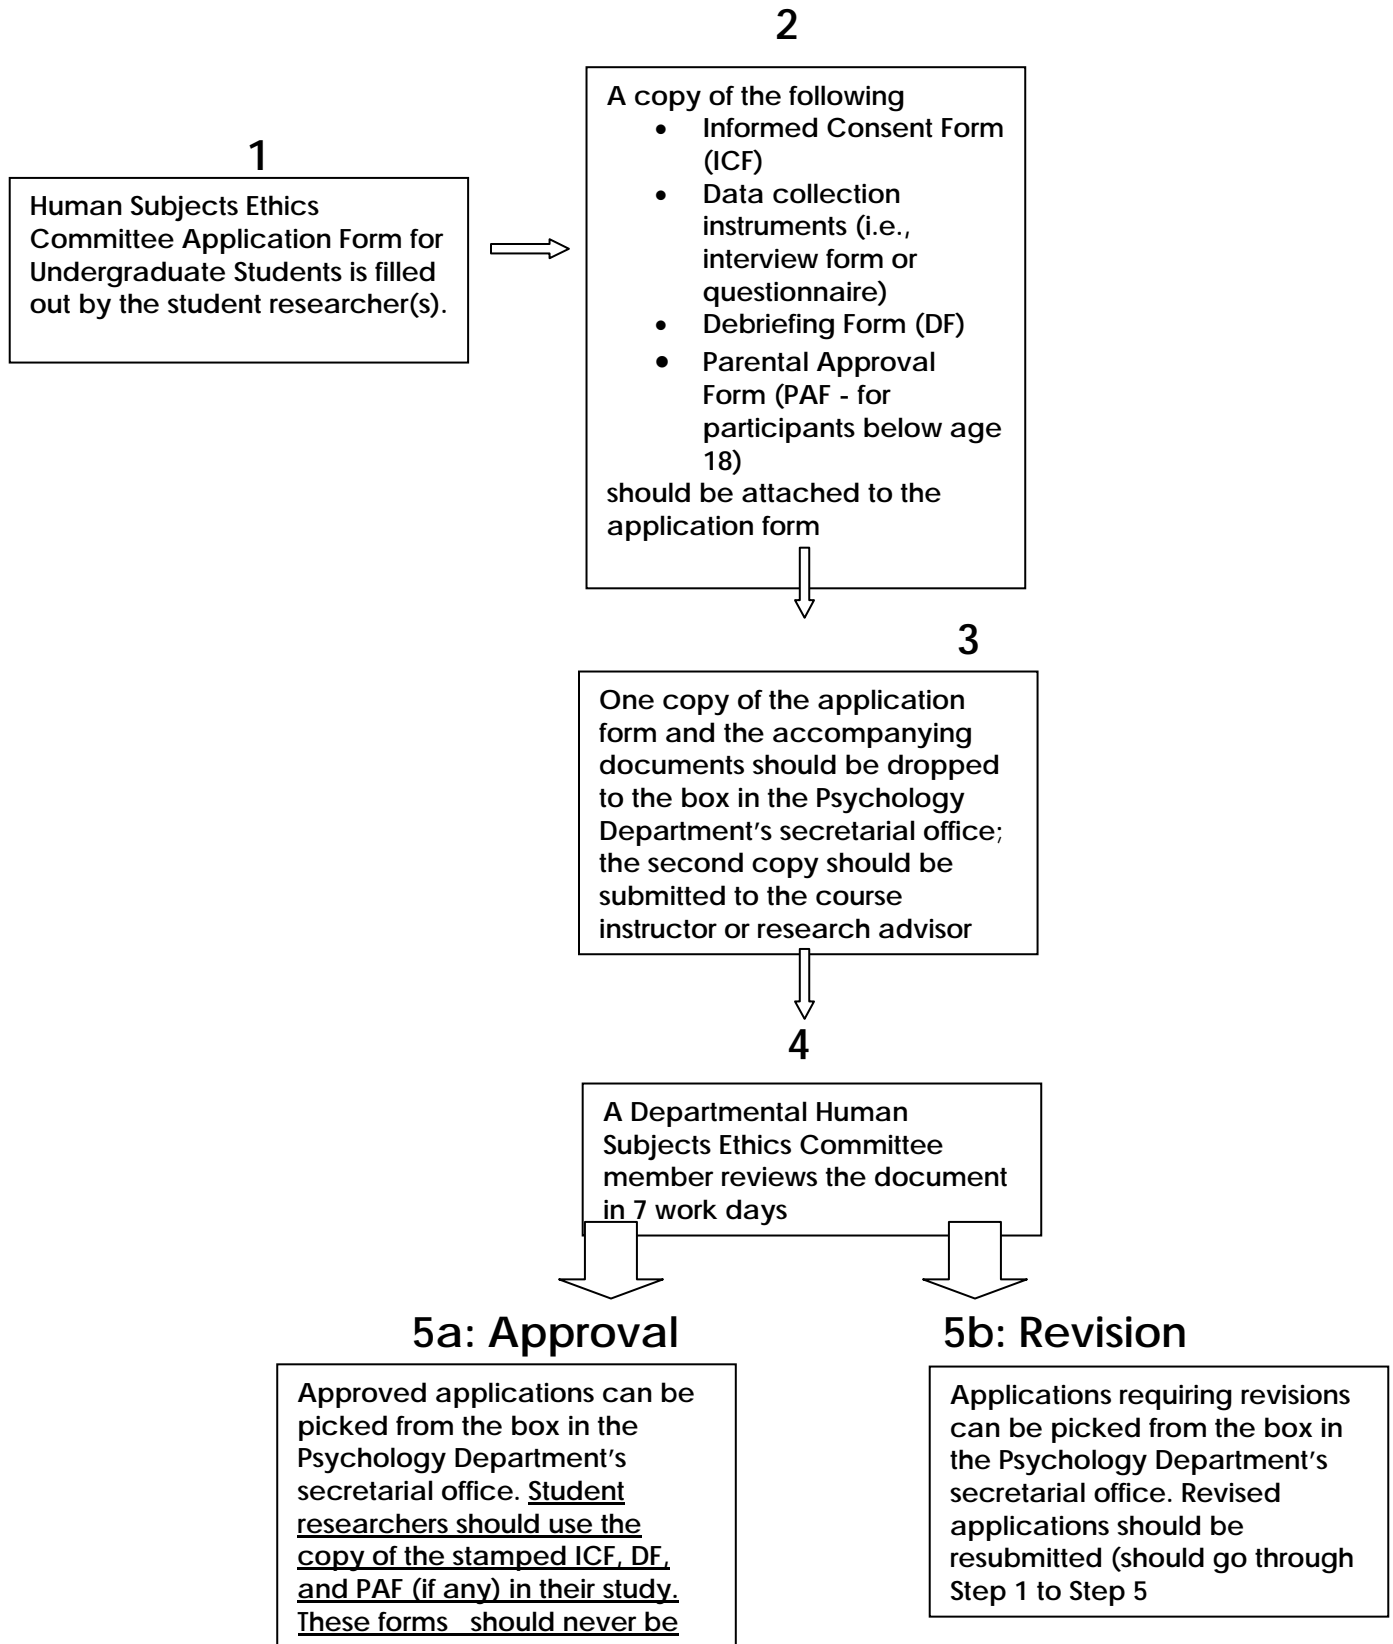 1
Human Subjects Ethics
Committee Application Form for
Undergraduate Students is filled
out by the student researcher(s).
2
A copy of the following
• Informed Consent Form
(ICF)
• Data collection
instruments (i.e.,
interview form or
questionnaire)
• Debriefing Form (DF)
• Parental Approval
Form (PAF - for
participants below age
18)
should be attached to the
application form
3
One copy of the application
form and the accompanying
documents should be dropped
to the box in the Psychology
Department's secretarial office;
the second copy should be
submitted to the course
instructor or research advisor
4
A Departmental Human
Subjects Ethics Committee
member reviews the document
in 7 work days
5a: Approval
Approved applications can be
picked from the box in the
Psychology Department's
secretarial office. Student
researchers should use the
copy of the stamped ICF, DF,
and PAF (if any) in their study.
These forms should never be
5b: Revision
Applications requiring revisions
can be picked from the box in
the Psychology Department's
secretarial office. Revised
applications should be
resubmitted (should go through
Step 1 to Step 5